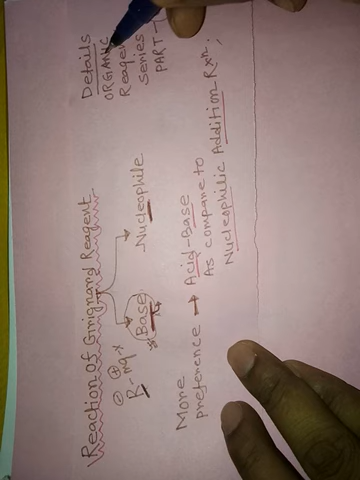 Details
ORGANIC
Reagent
series
PART-
Reaction of Grignard Reagent
R-mg-x
Base
Nucleophile
More preference → Acid-Base
As compare to
Nucleophilic Addition Rxn.